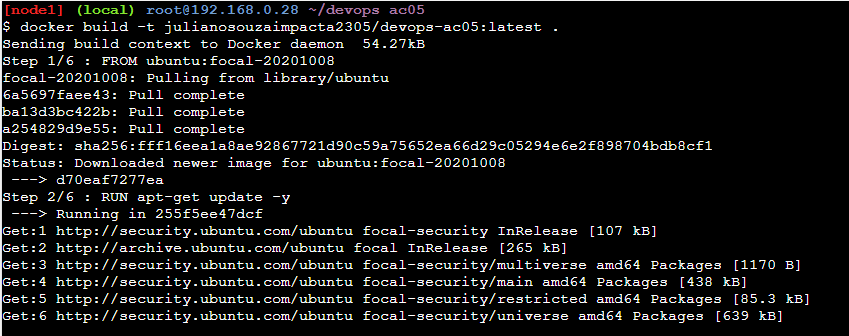 [node1] (local) root@192.168.0.28 ~/devops ac05
$ docker build -t julianosouzaimpacta2305/devops-ac05:latest .
Sending build context to Docker daemon  54.27kB
Step 1/6 : FROM ubuntu:focal-20201008
focal-20201008: Pulling from library/ubuntu
6a5697faee43: Pull complete
ba13d3bc422b: Pull complete
a254829d9e55: Pull complete
Digest: sha256:fff16eea1a8ae92867721d90c59a75652ea66d29c05294e6e2f898704bdb8cf1
Status: Downloaded newer image for ubuntu:focal-20201008
 ---> d70eaf7277ea
Step 2/6 : RUN apt-get update -y
 ---> Running in 255f5ee47dcf
Get:1 http://security.ubuntu.com/ubuntu focal-security InRelease [107 kB]
Get:2 http://archive.ubuntu.com/ubuntu focal InRelease [265 kB]
Get:3 http://security.ubuntu.com/ubuntu focal-security/multiverse amd64 Packages [1170 B]
Get:4 http://security.ubuntu.com/ubuntu focal-security/main amd64 Packages [438 kB]
Get:5 http://security.ubuntu.com/ubuntu focal-security/restricted amd64 Packages [85.3 kB]
Get:6 http://security.ubuntu.com/ubuntu focal-security/universe amd64 Packages [639 kB]